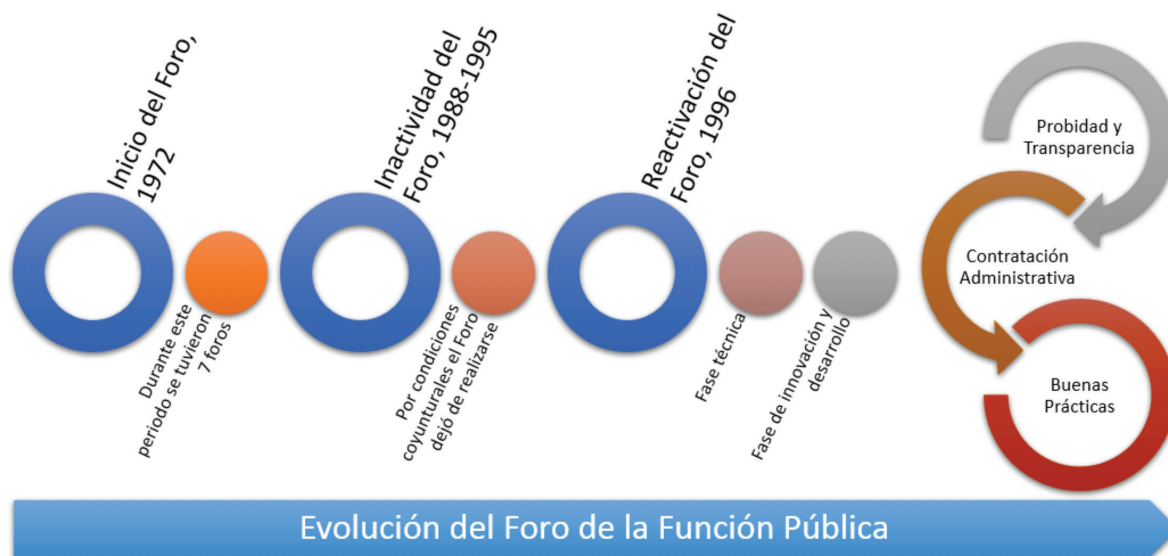 Inicio del Foro,
1972
Durante este
periodo se tuvieron
7 foros
Inactividad del
Foro, 1988-1995
Por condiciones
coyunturales el Foro
dejó de realizarse
Reactivación del
Foro, 1996
Fase técnica
Fase de innovación y
desarrollo
Probidad y
Transparencia
Contratación
Administrativa
Buenas
Prácticas
Evolución del Foro de la Función Pública